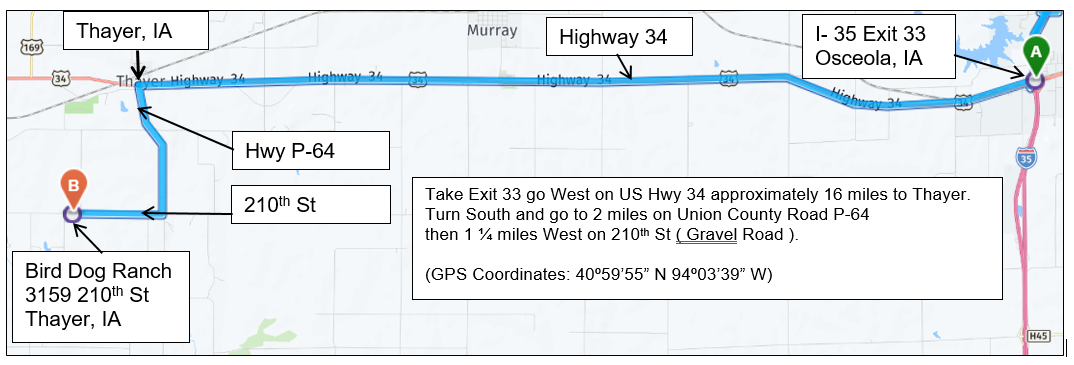 Thayer, IA
Murray
Highway 34
I- 35 Exit 33
Osceola, IA
A
169
34
Thayer
Highway 34
Highway 34
34
Highway 34
34
Highway 34
34
Hwy P-64
35
B
210th St
Take Exit 33 go West on US Hwy 34 approximately 16 miles to Thayer.
Turn South and go to 2 miles on Union County Road P-64
then 1 ¼ miles West on 210th St ( Gravel Road ).
(GPS Coordinates: 40º59’55” N 94º03’39” W)
Bird Dog Ranch
3159 210th St
Thayer, IA
H45